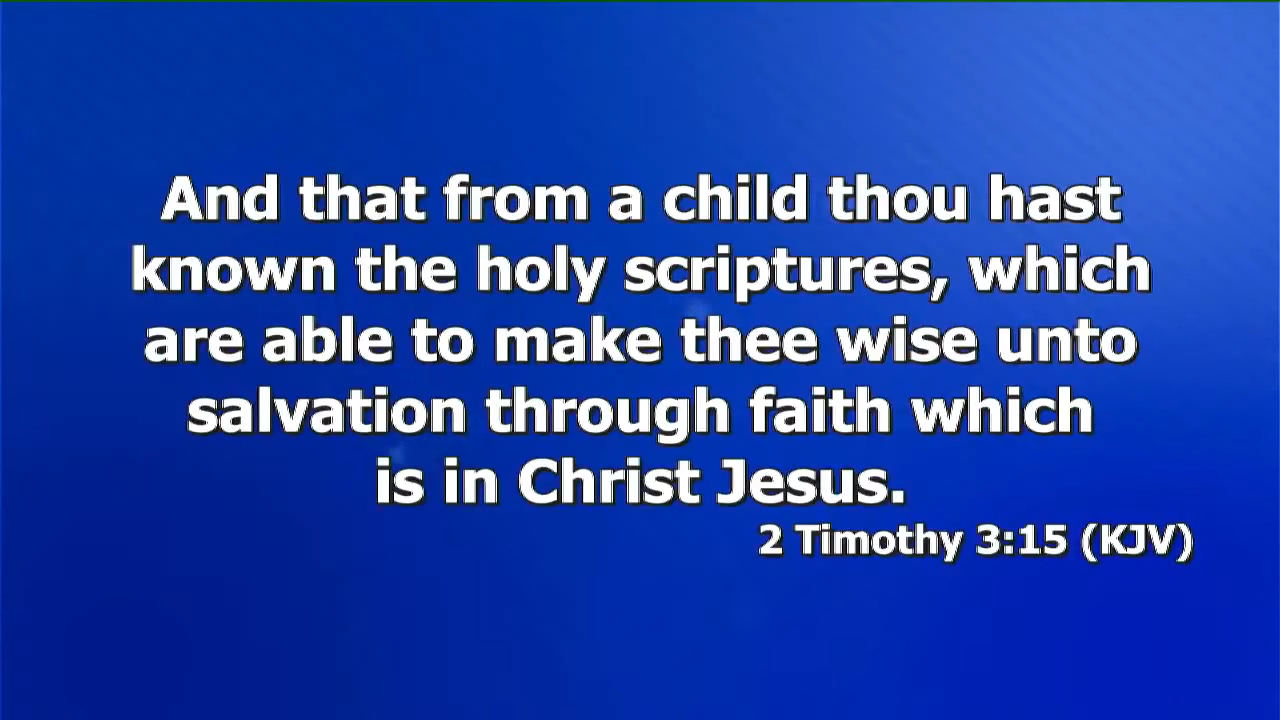 And that from a child thou hast
known the holy scriptures, which
are able to make thee wise unto
salvation through faith which
is in Christ Jesus.
2 Timothy 3:15 (KJV)